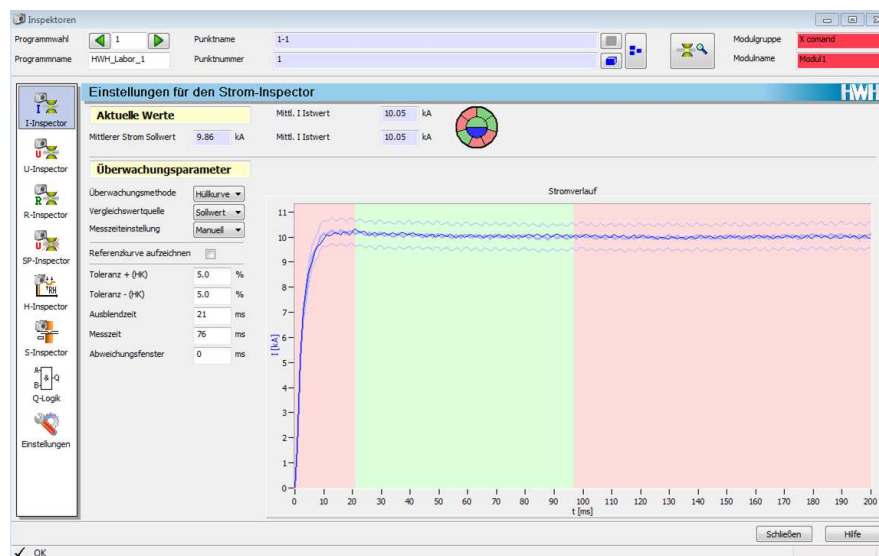 Inspektoren
Programmwahl 1 Punktname 1-1 Modulgruppe X comand
Programmname HWH_Labor_1 Punktnummer 1 Modulname Modul1
Einstellungen für den Strom-Inspector HWH
I-Inspector
U-Inspector
R-Inspector
SP-Inspector
H-Inspector
S-Inspector
A B & Q
Q-Logik
Einstellungen
Aktuelle Werte Mittl. I Istwert 10.05 kA
Mittlerer Strom Sollwert 9.86 kA Mittl. I Istwert 10.05 kA
Überwachungsparameter
Überwachungsmethode Hüllkurve
Vergleichswertquelle Sollwert
Messzeiteinstellung Manuell
Referenzkurve aufzeichnen
Toleranz + (HK) 5.0 %
Toleranz - (HK) 5.0 %
Ausblendzeit 21 ms
Messzeit 76 ms
Abweichungsfenster 0 ms
Stromverlauf
I [kA]
11
10
9
8
7
6
5
4
3
2
1
0
0 10 20 30 40 50 60 70 80 90 100 110 120 130 140 150 160 170 180 190 200
t [ms]
Schließen Hilfe
OK